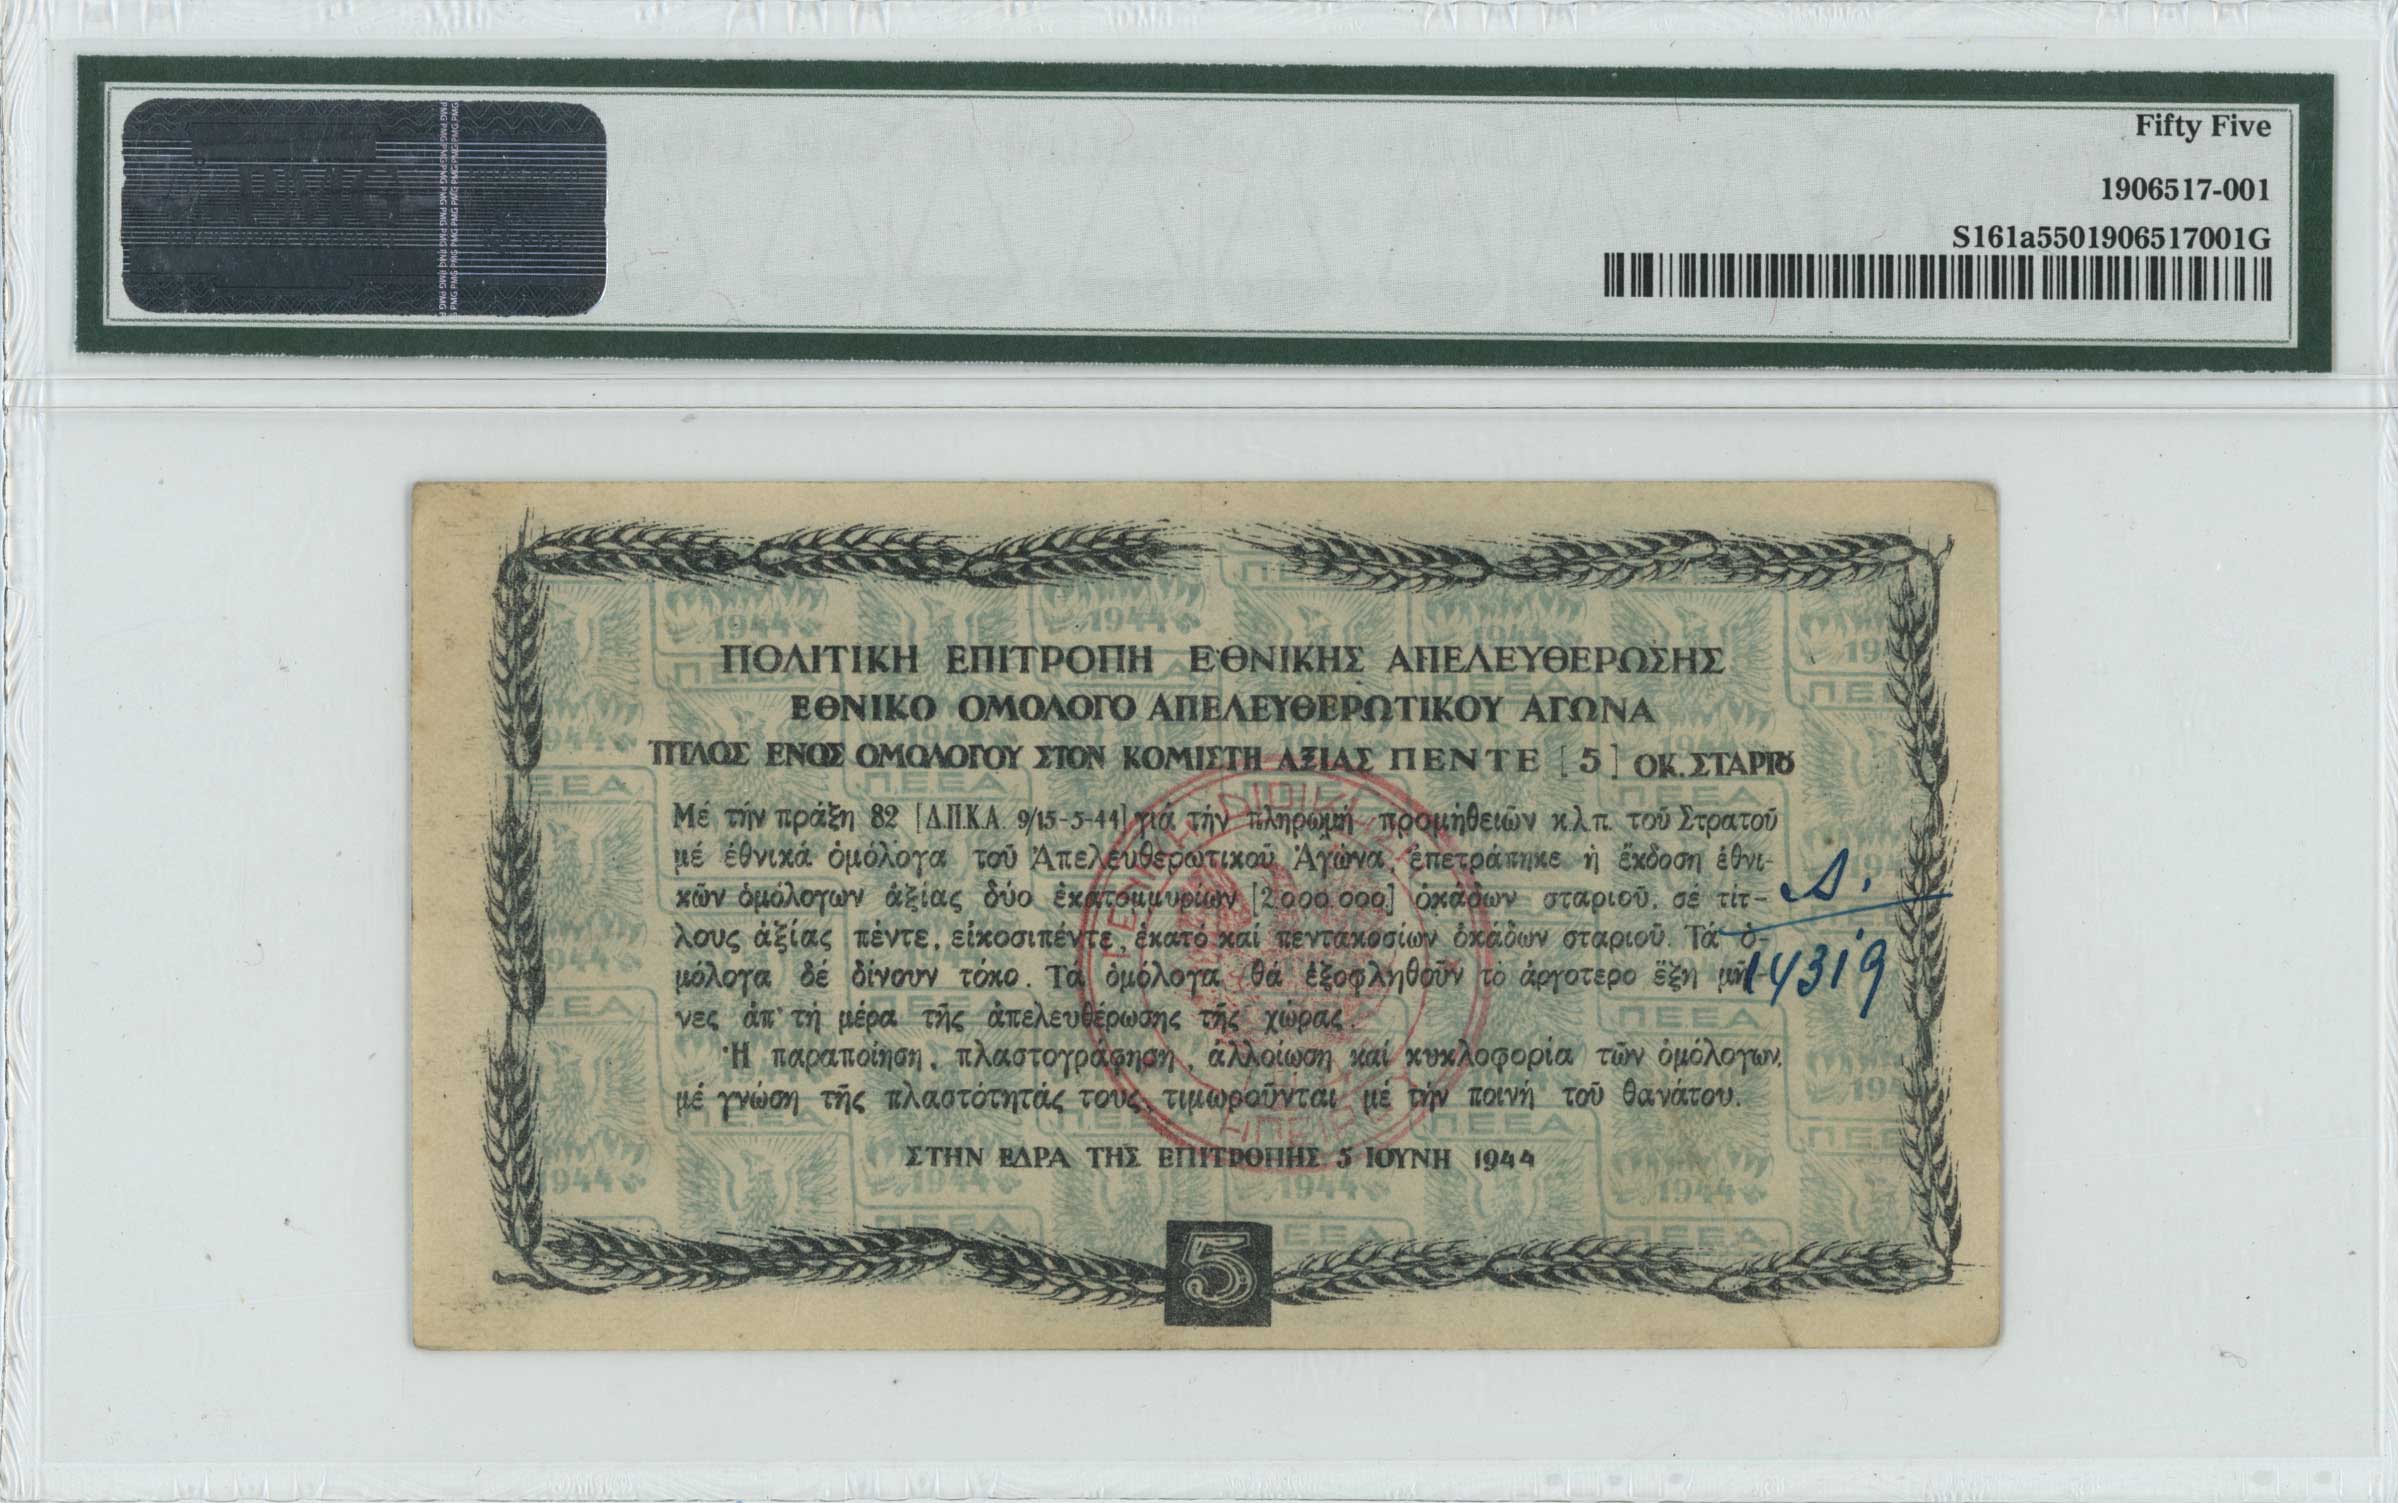 Fifty Five
1906517-001
S161a5501906517001G
ΠΟΛΙΤΙΚΗ ΕΠΙΤΡΟΠΗ ΕΘΝΙΚΗΣ ΑΠΕΛΕΥΘΕΡΩΣΗΣ
ΕΘΝΙΚΟ ΟΜΟΛΟΓΟ ΑΠΕΛΕΥΘΕΡΩΤΙΚΟΥ ΑΓΩΝΑ
ΤΙΤΛΟΣ ΕΝΟΣ ΟΜΟΛΟΓΟΥ ΣΤΟΝ ΚΟΜΙΣΤΗ ΑΞΙΑΣ ΠΕΝΤΕ [5] ΟΚ. ΣΤΑΡΙΟΥ
Μέ τήν πράξη 82 [Δ.Π.Κ.Α. 9/15-5-44] γιά τήν πληρωμή προμηθειῶν κ.λ.π. τοῦ Στρατοῦ
μέ ἐθνικά ὁμόλογα τοῦ Ἀπελευθερωτικοῦ Ἀγώνα, ἐπετράπηκε ἡ ἔκδοση ἐθνι-
κῶν ὁμόλογων ἀξίας δύο ἑκατομμυρίων [2.000.000] ὀκάδων σταριοῦ, σέ τίτ-
λους ἀξίας πέντε, εἰκοσιπέντε, ἑκατό καί πεντακοσίων ὀκάδων σταριοῦ. Τά ὁ-
μόλογα δέ δίνουν τόκο. Τά ὁμόλογα θά ἐξοφληθοῦν τό ἀργότερο ἕξη μῆ-
νες ἀπ' τή μέρα τῆς ἀπελευθέρωσης τῆς χώρας.
Ἡ παραποίηση, πλαστογράφηση, ἀλλοίωση καί κυκλοφορία τῶν ὁμόλογων,
μέ γνώση τῆς πλαστότητάς τους, τιμωροῦνται μέ τήν ποινή τοῦ θανάτου.
ΣΤΗΝ ΕΔΡΑ ΤΗΣ ΕΠΙΤΡΟΠΗΣ 5 ΙΟΥΝΗ 1944
14319
5